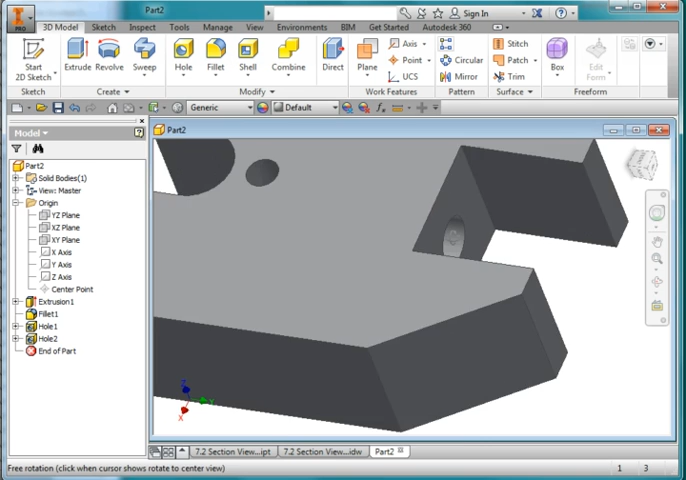 Part2
Sign In
PRO
3D Model Sketch Inspect Tools Manage View Environments BIM Get Started Autodesk 360
Start
2D Sketch
Extrude Revolve Sweep
Hole Fillet Shell Combine
Direct
Plane
Axis
Point
UCS
Circular
Mirror
Stitch
Patch
Trim
Box
Edit
Form
Sketch Create Modify Work Features Pattern Surface Freeform
Generic Default
Model
Part2
Part2
Solid Bodies(1)
View: Master
Origin
YZ Plane
XZ Plane
XY Plane
X Axis
Y Axis
Z Axis
Center Point
Extrusion1
Fillet1
Hole1
Hole2
End of Part
Z
Y
X
7.2 Section View...ipt 7.2 Section View...idw Part2
Free rotation (click when cursor shows rotate to center view) 1 3